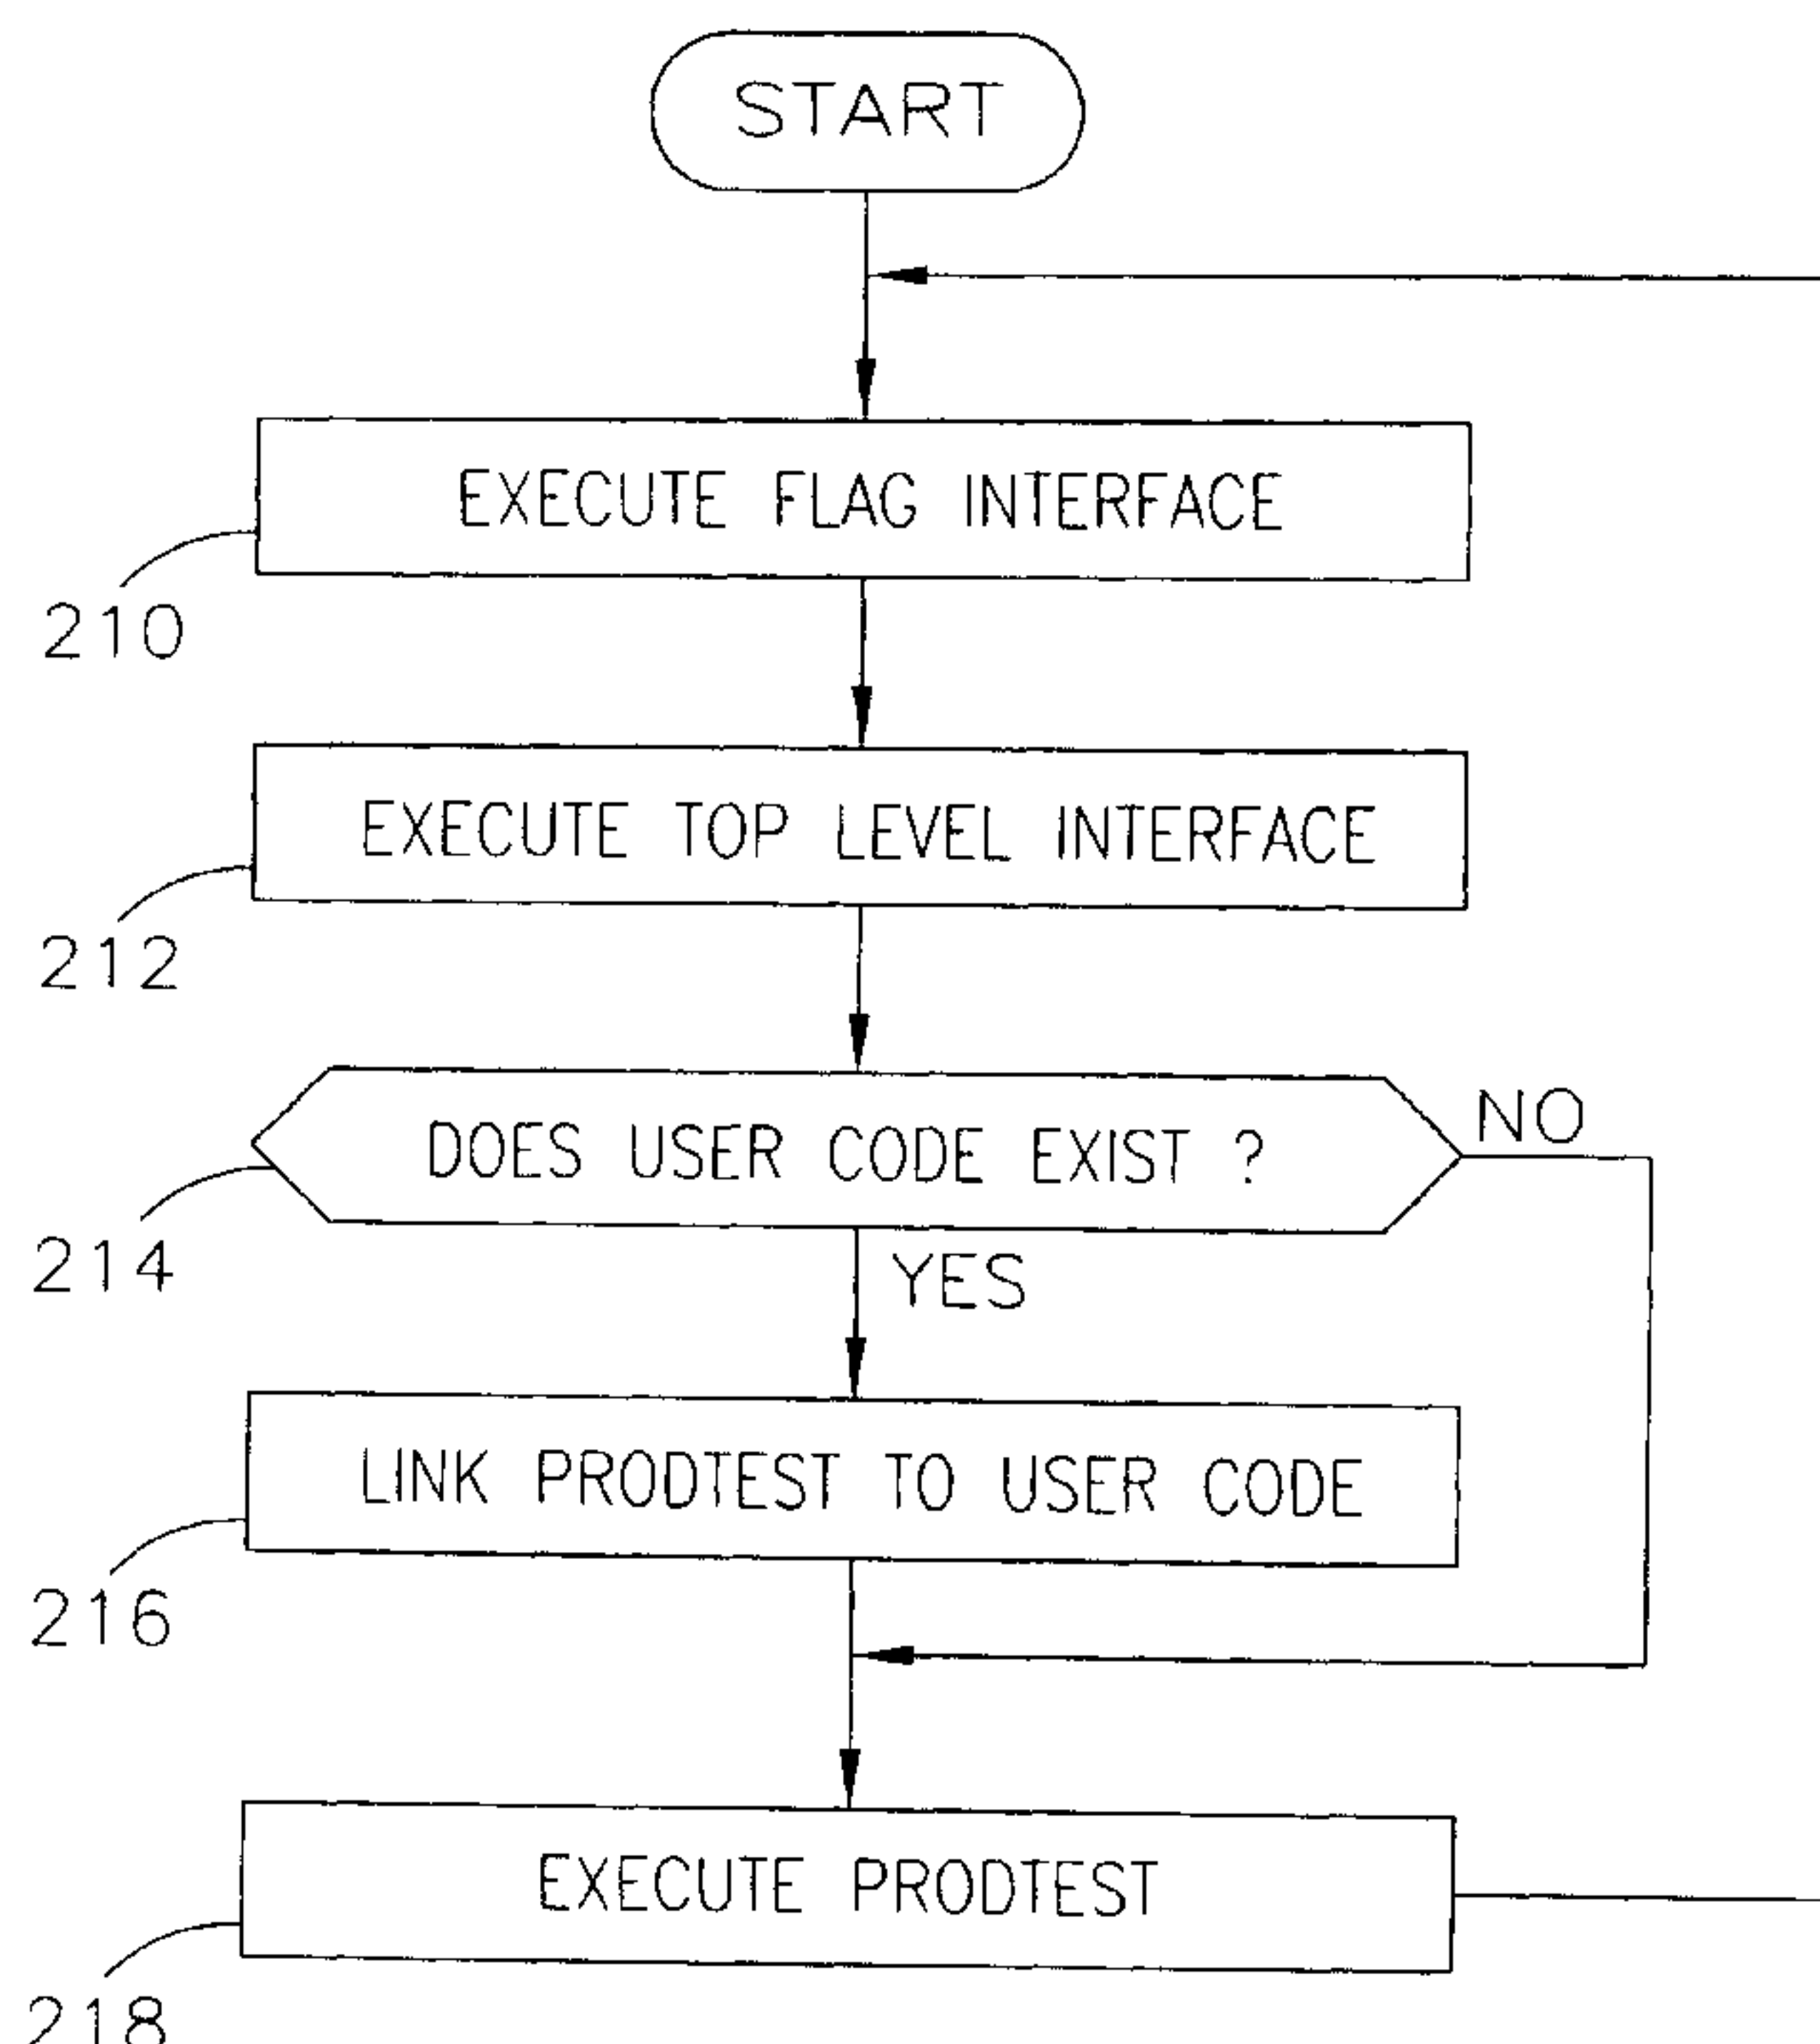 START
EXECUTE FLAG INTERFACE
210
EXECUTE TOP LEVEL INTERFACE
212
DOES USER CODE EXIST ?
NO
214
YES
LINK PRODTEST TO USER CODE
216
EXECUTE PRODTEST
218